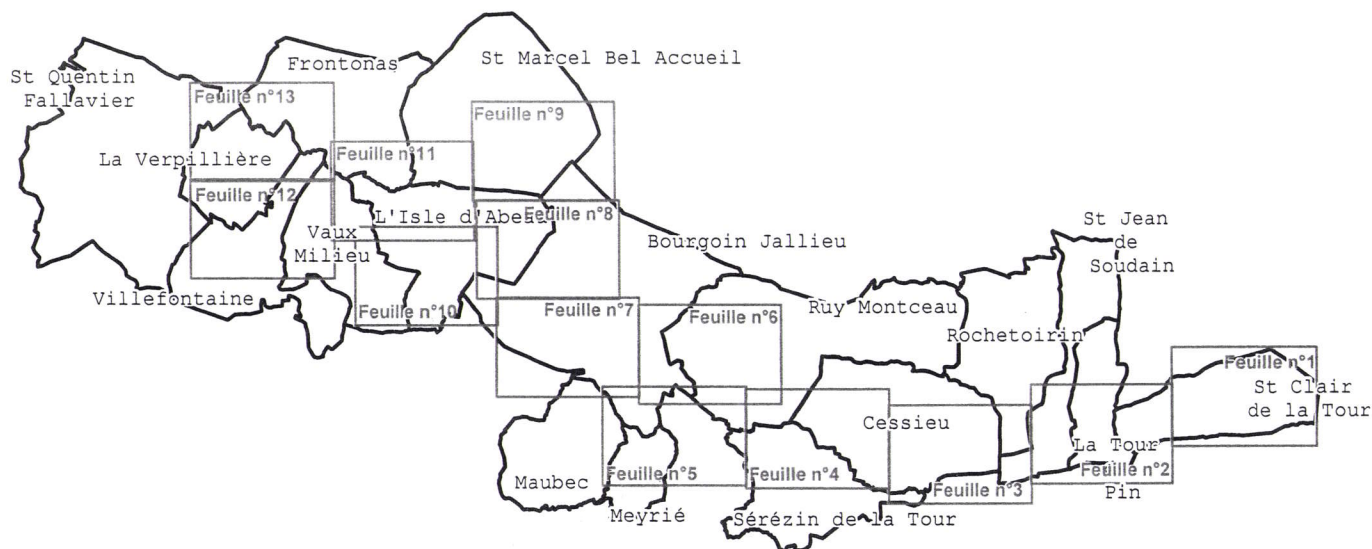 St Marcel Bel Accueil
Frontonas
St Quentin
Fallavier
Feuille n°13
Feuille n°9
La Verpillière
Feuille n°11
Feuille n°12
L'Isle d'Abeau
Feuille n°8
St Jean
de
Soudain
Vaux
Milieu
Bourgoin Jallieu
Villefontaine
Feuille n°10
Feuille n°7
Feuille n°6
Ruy Montceau
Rochetoirin
Feuille n°1
St Clair
de la Tour
Cessieu
La Tour
Feuille n°2
Pin
Maubec
Feuille n°5
Feuille n°4
Feuille n°3
Meyrié
Sérézin de la Tour